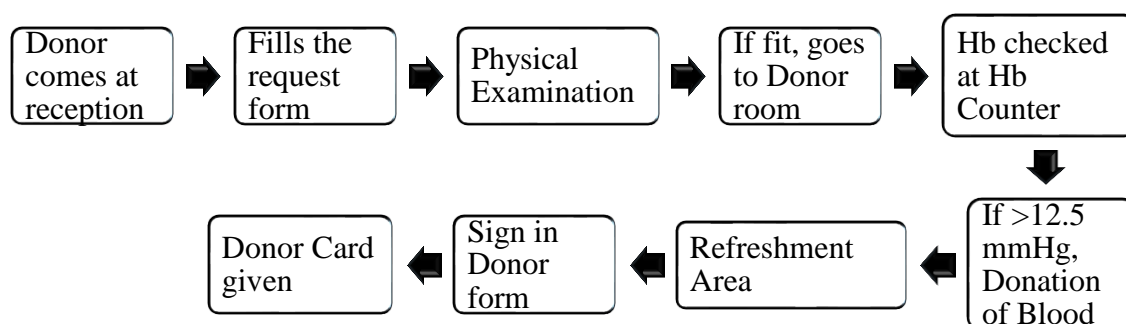 Donor
comes at
reception
Fills the
request
form
Physical
Examination
If fit, goes
to Donor
room
Hb checked
at Hb
Counter
If >12.5
mmHg,
Donation
of Blood
Refreshment
Area
Sign in
Donor
form
Donor Card
given